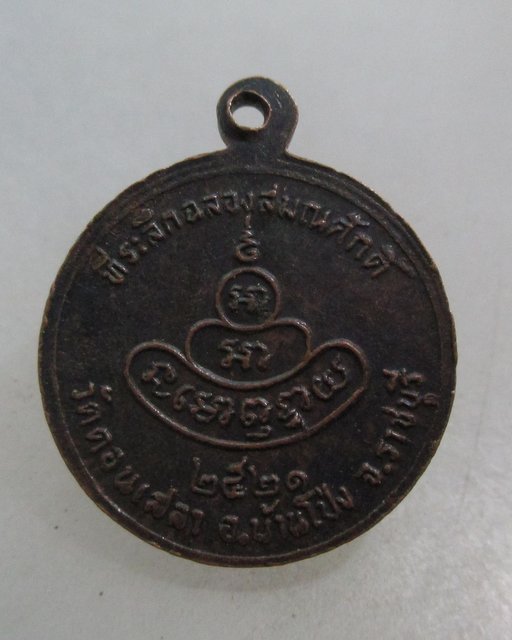 ที่ระลึกฉลองสมณศักดิ์
๒๕๒๑
วัดดอนเสลา อ.บ้านโป่ง จ.ราชบุรี